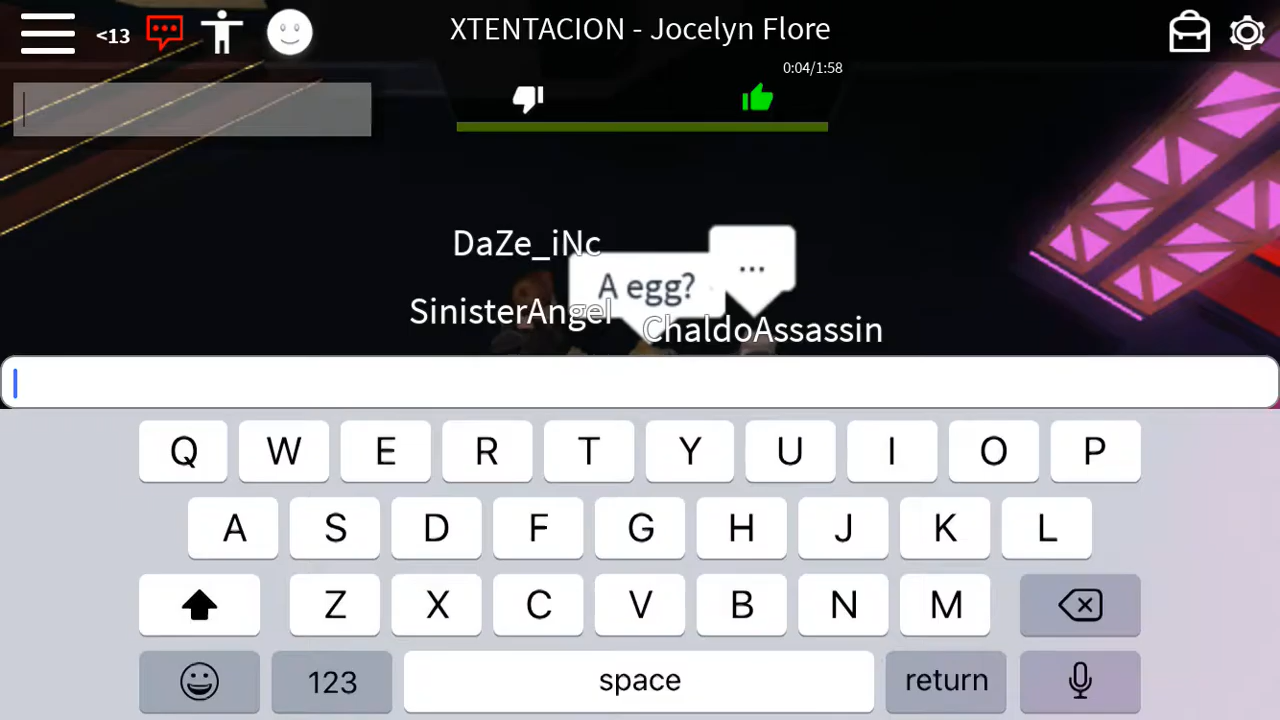 <13
XTENTACION - Jocelyn Flore
0:04/1:58
DaZe_iNc
...
A egg?
SinisterAngel
ChaldoAssassin
Q W E R T Y U I O P
A S D F G H J K L
Z X C V B N M
123 space return